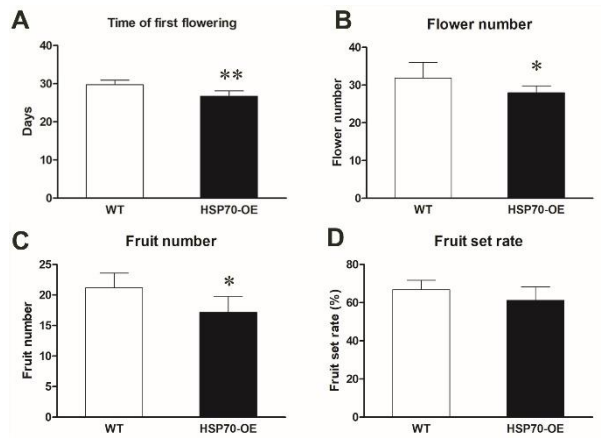 A
Time of first flowering
40
30
20
10
0
Days
**
WT
HSP70-OE
B
Flower number
40
30
20
10
0
Flower number
*
WT
HSP70-OE
C
Fruit number
25
20
15
10
5
0
Fruit number
*
WT
HSP70-OE
D
Fruit set rate
80
60
40
20
0
Fruit set rate (%)
WT
HSP70-OE